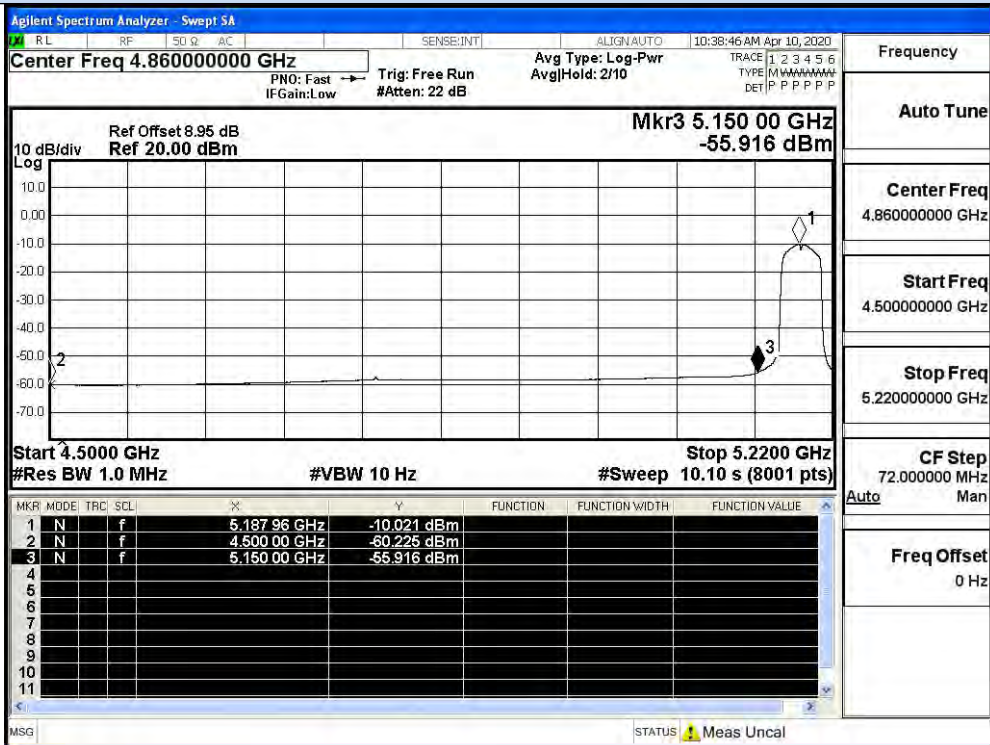 Agilent Spectrum Analyzer - Swept SA
RL RF 50 Ω AC SENSE:INT ALIGNAUTO 10:38:46 AM Apr 10, 2020
Center Freq 4.860000000 GHz
PNO: Fast
IFGain:Low
Trig: Free Run
#Atten: 22 dB
Avg Type: Log-Pwr
Avg|Hold: 2/10
TRACE 1 2 3 4 5 6
TYPE M WWWWW
DET P P P P P P
Ref Offset 8.95 dB
10 dB/div Ref 20.00 dBm
Log
Mkr3 5.150 00 GHz
-55.916 dBm
10.0
0.00
-10.0
-20.0
-30.0
-40.0
-50.0
-60.0
-70.0
1
2
3
Start 4.5000 GHz Stop 5.2200 GHz
#Res BW 1.0 MHz #VBW 10 Hz #Sweep 10.10 s (8001 pts)
MKR MODE TRC SCL X Y FUNCTION FUNCTION WIDTH FUNCTION VALUE
1 N f 5.187 96 GHz -10.021 dBm
2 N f 4.500 00 GHz -60.225 dBm
3 N f 5.150 00 GHz -55.916 dBm
4
5
6
7
8
9
10
11
MSG STATUS Meas Uncal
Frequency
Auto Tune
Center Freq
4.860000000 GHz
Start Freq
4.500000000 GHz
Stop Freq
5.220000000 GHz
CF Step
72.000000 MHz
Auto Man
Freq Offset
0 Hz